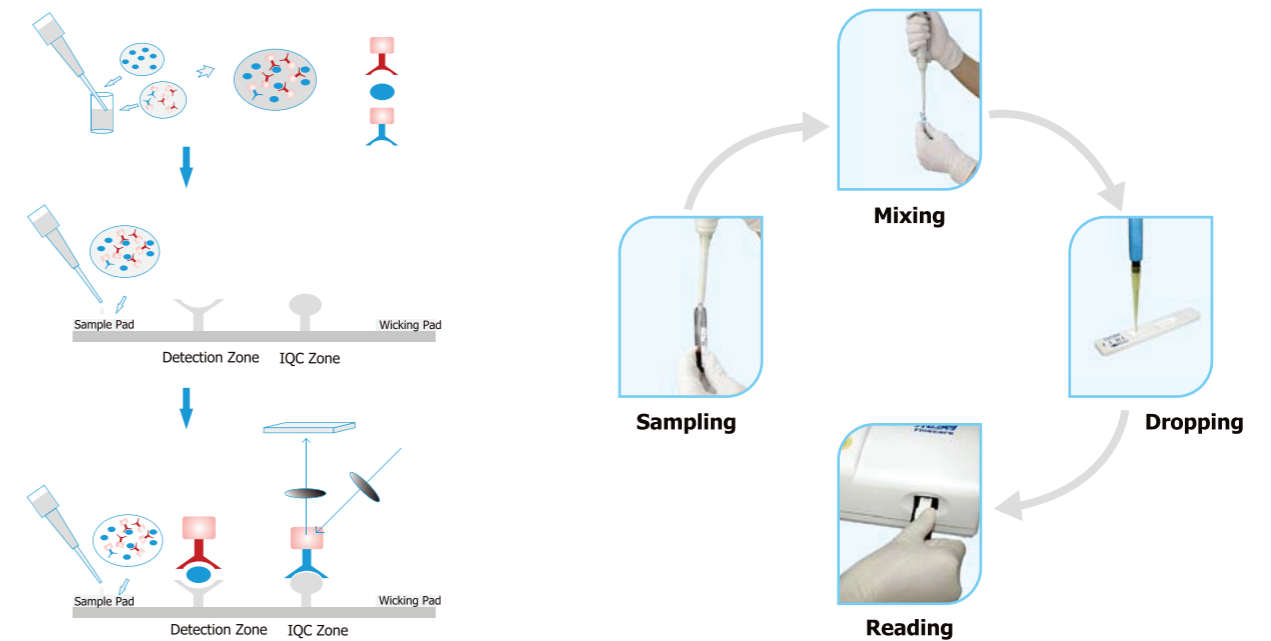 Sample Pad
Wicking Pad
Detection Zone
IQC Zone
Sample Pad
Wicking Pad
Detection Zone
IQC Zone
Mixing
Sampling
Dropping
Finecare
Reading